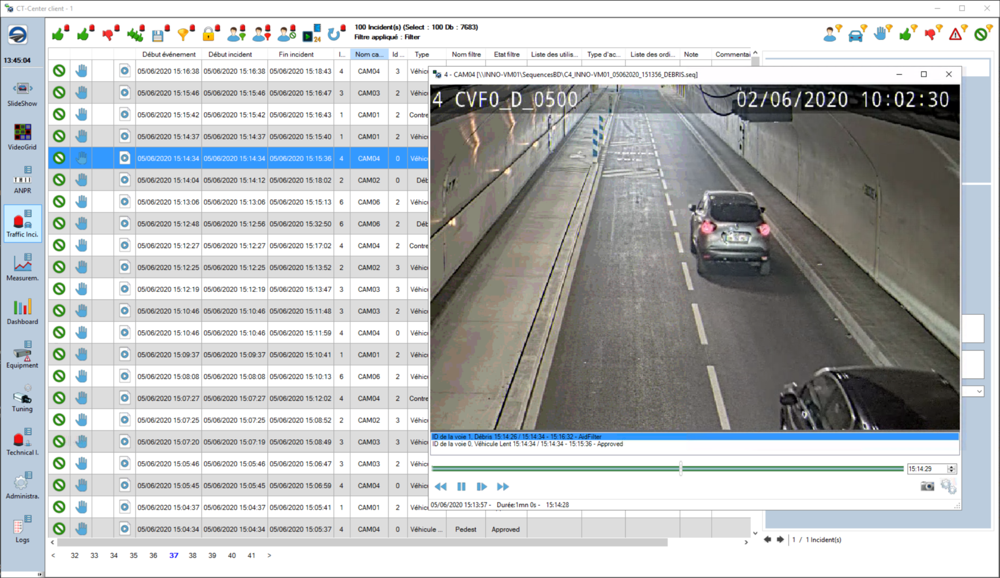 CT-Center client - 1
13:45:04
SlideShow
VideoGrid
ANPR
Traffic Inci.
Measurem.
Dashboard
Equipment
Tuning
Technical I.
Administra.
Logs
24
100 Incident(s) (Select : 100 Db : 7683)
Filtre appliqué : Filter
Début événement Début incident Fin incident I... Nom ca... Id ... Type Nom filtre Etat filtre Liste des utilis... Type d'ac... Liste des ordi... Note Commentai
05/06/2020 15:16:38 05/06/2020 15:16:38 05/06/2020 15:18:43 4 CAM04 3 Véhic
05/06/2020 15:15:46 05/06/2020 15:15:46 05/06/2020 15:16:47 3 CAM03 2 Véhic
05/06/2020 15:15:42 05/06/2020 15:15:42 05/06/2020 15:16:43 1 CAM01 2 Contre
05/06/2020 15:14:37 05/06/2020 15:14:37 05/06/2020 15:15:40 1 CAM01 2 Véhic
05/06/2020 15:14:34 05/06/2020 15:14:34 05/06/2020 15:15:36 4 CAM04 0 Véhic
05/06/2020 15:14:04 05/06/2020 15:14:12 05/06/2020 15:18:02 2 CAM02 0 Déb
05/06/2020 15:13:06 05/06/2020 15:13:06 05/06/2020 15:15:13 6 CAM06 2 Véhic
05/06/2020 15:12:48 05/06/2020 15:12:56 05/06/2020 15:32:50 6 CAM06 2 Déb
05/06/2020 15:12:27 05/06/2020 15:12:27 05/06/2020 15:17:02 4 CAM04 2 Contre
05/06/2020 15:12:25 05/06/2020 15:12:25 05/06/2020 15:13:52 2 CAM02 3 Véhic
05/06/2020 15:12:19 05/06/2020 15:12:19 05/06/2020 15:13:47 3 CAM03 3 Véhic
05/06/2020 15:10:46 05/06/2020 15:10:46 05/06/2020 15:11:48 3 CAM03 2 Véhic
05/06/2020 15:10:46 05/06/2020 15:10:46 05/06/2020 15:11:59 4 CAM04 0 Véhic
05/06/2020 15:09:37 05/06/2020 15:09:37 05/06/2020 15:10:41 1 CAM01 2 Véhic
05/06/2020 15:08:08 05/06/2020 15:08:08 05/06/2020 15:10:13 6 CAM06 2 Véhic
05/06/2020 15:07:27 05/06/2020 15:07:27 05/06/2020 15:12:02 4 CAM04 2 Contre
05/06/2020 15:07:25 05/06/2020 15:07:25 05/06/2020 15:08:52 2 CAM02 3 Véhic
05/06/2020 15:07:20 05/06/2020 15:07:19 05/06/2020 15:08:49 3 CAM03 3 Véhic
05/06/2020 15:05:46 05/06/2020 15:05:46 05/06/2020 15:06:47 3 CAM03 2 Véhic
05/06/2020 15:05:45 05/06/2020 15:05:45 05/06/2020 15:06:59 4 CAM04 0 Véhic
05/06/2020 15:04:37 05/06/2020 15:04:37 05/06/2020 15:05:41 1 CAM01 2 Véhic
05/06/2020 15:04:34 05/06/2020 15:04:34 05/06/2020 15:05:37 4 CAM04 0 Véhicule ... Pedest Approved
< 32 33 34 35 36 37 38 39 40 41 >
4 - CAM04 [\\INNO-VM01\SequencesBD\C4_INNO-VM01_05062020_151356_DEBRIS.seq]
4 CVF0_D_0500 02/06/2020 10:02:30
ID de la voie 1, Débris 15:14:26 / 15:14:34 - 15:16:32 - AidFilter
ID de la voie 0, Véhicule Lent 15:14:34 / 15:14:34 - 15:15:36 - Approved
15:14:29
05/06/2020 15:13:57 - Durée:1mn 0s - 15:14:28
1 / 1 Incident(s)